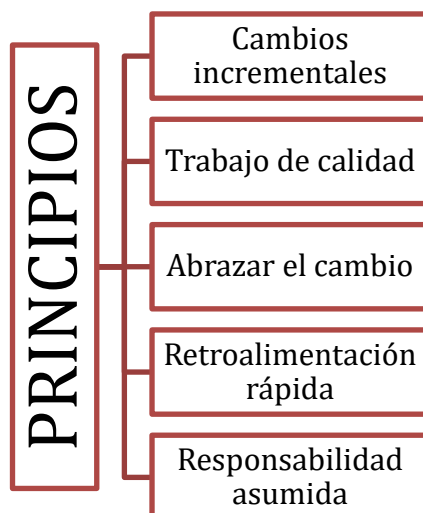 PRINCIPIOS
Cambios
incrementales
Trabajo de calidad
Abrazar el cambio
Retroalimentación
rápida
Responsabilidad
asumida